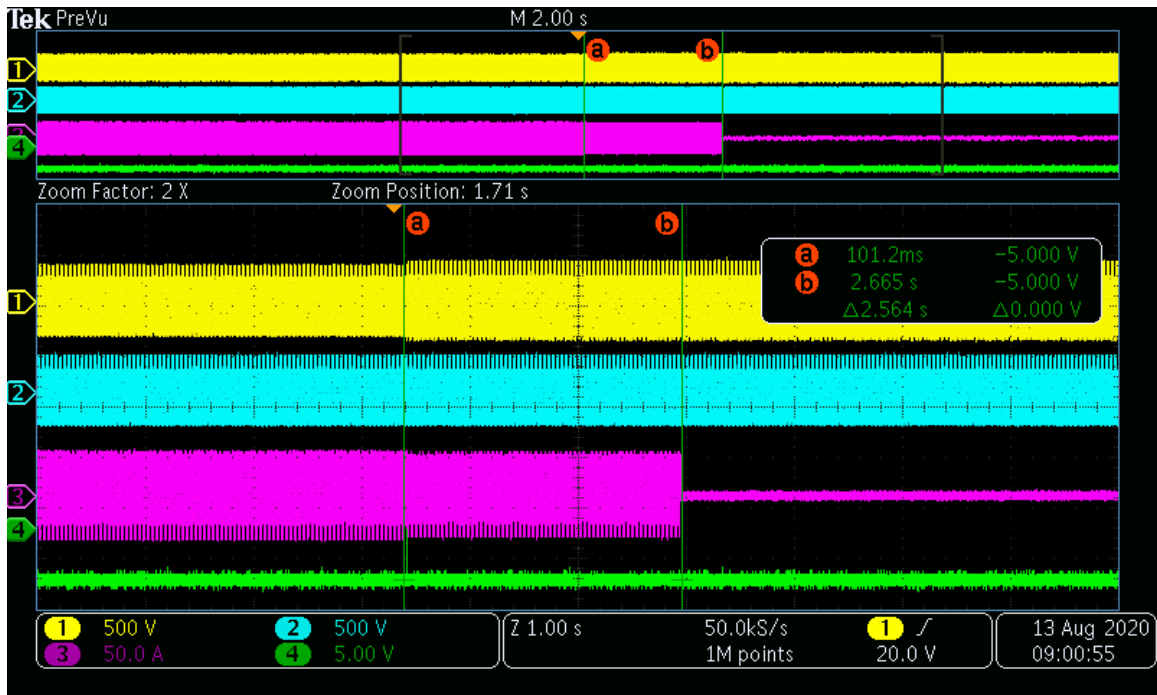 Tek PreVu M 2.00 s
a b
1
2
3
4
Zoom Factor: 2 X Zoom Position: 1.71 s
a b
a 101.2ms −5.000 V
b 2.665 s −5.000 V
△2.564 s △0.000 V
1
2
3
4
1 500 V 2 500 V Z 1.00 s 50.0kS/s 1 13 Aug 2020
3 50.0 A 4 5.00 V 1M points 20.0 V 09:00:55